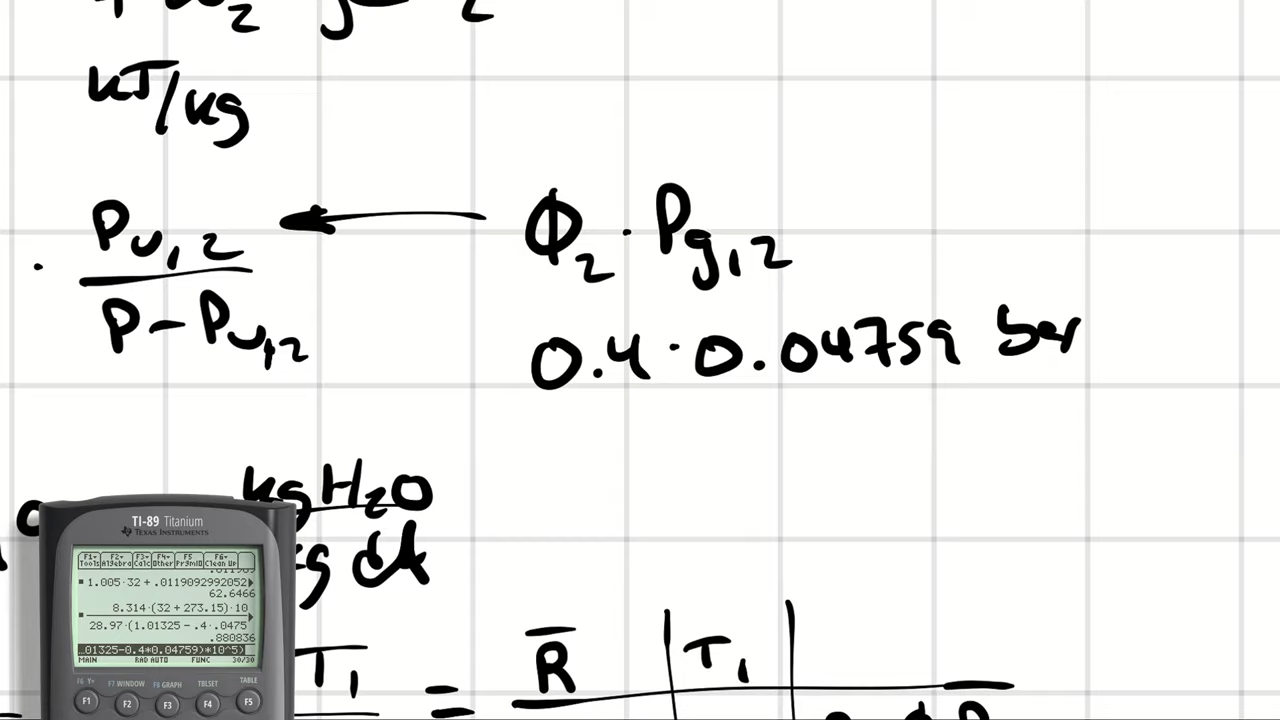 kJ/kg
Pv,2 ← Φ2 · Pg,2
· P - Pv,2
0.4 · 0.04759 bar
kg H2O
TI-89 Titanium
TEXAS INSTRUMENTS
F1 F2 F3 F4 F5 F6
Tools Algebra Calc Other PrgmIO Clean Up
1.005·32 + .0119092992052
62.6466
8.314·(32 + 273.15)·10
28.97·(1.01325 - .4·.0475
.880836
.01325-0.4*0.04759)*10^5)
MAIN RAD AUTO FUNC 30/30
T1 = R̅ T1
F6 Y= F7 WINDOW F8 GRAPH TBLSET TABLE
F1 F2 F3 F4 F5